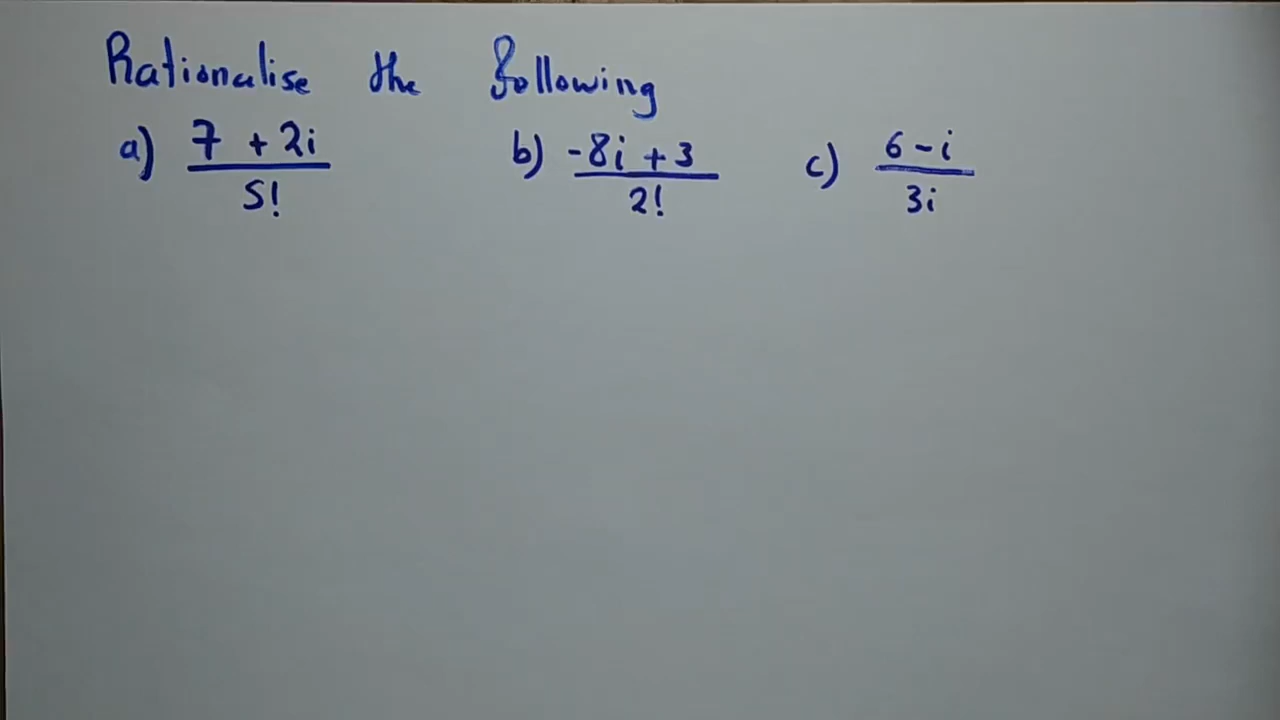 Rationalise the following
a) 7 + 2i / 5! b) -8i + 3 / 2! c) 6 - i / 3i